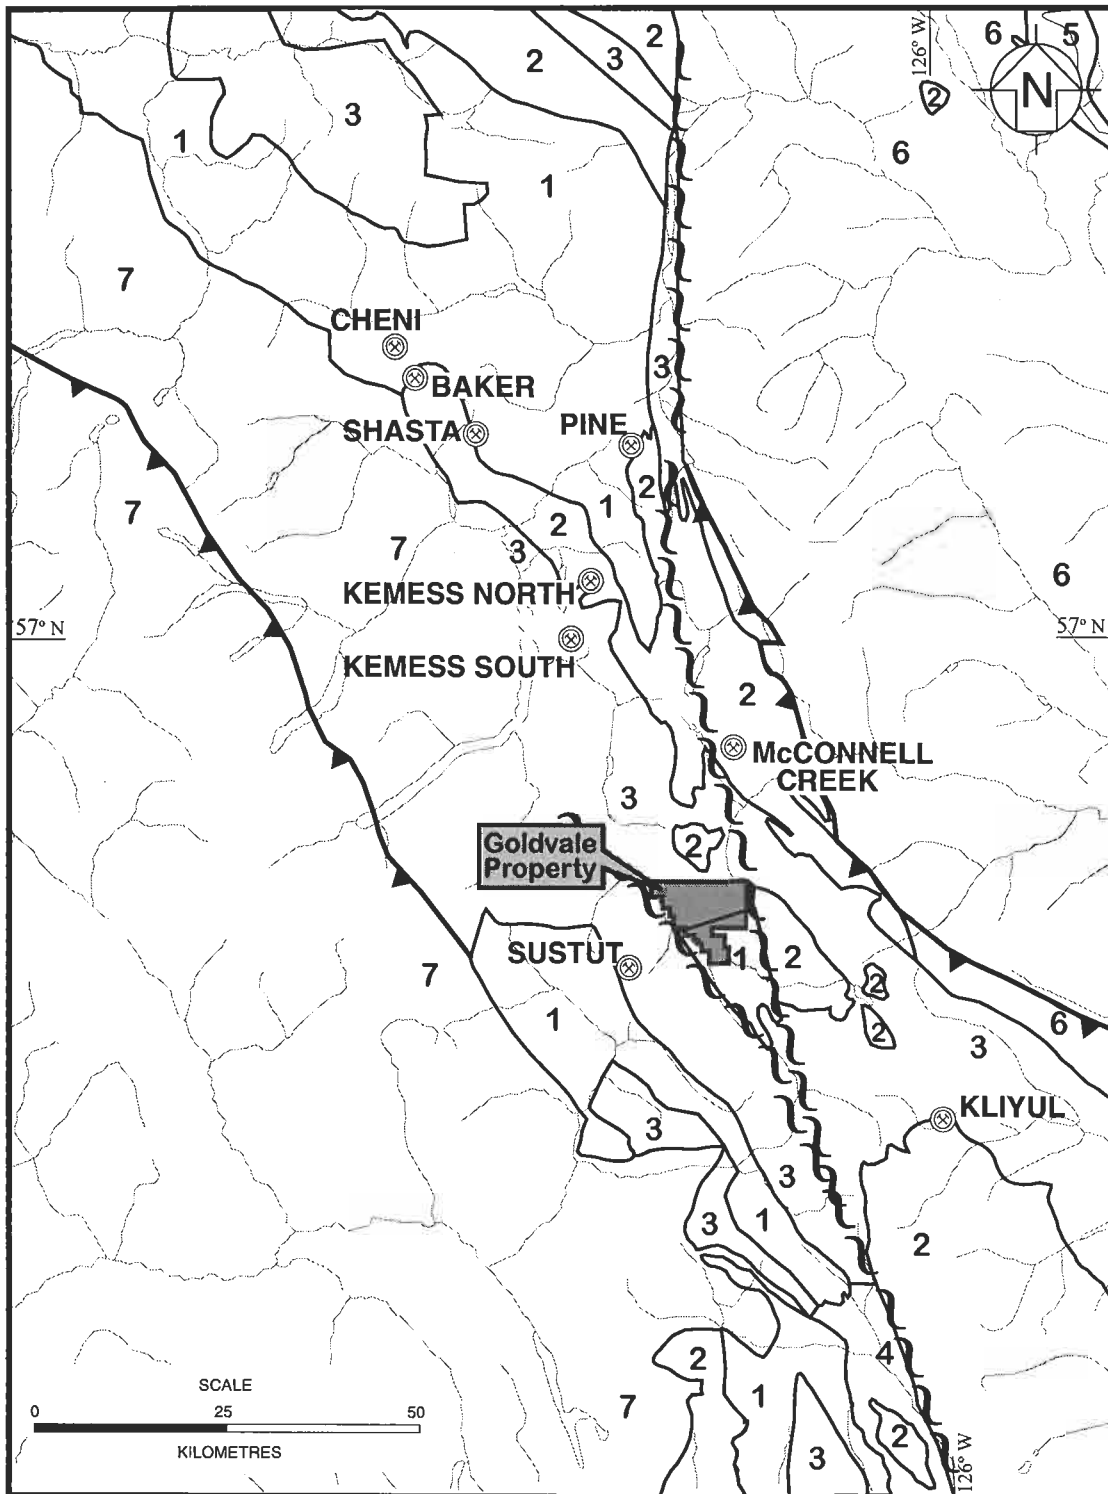 2
3
2
126° W
6
5
N
2
3
1
1
6
7
CHENI
3
BAKER
SHASTA
PINE
7
2
1
2
7
3
6
KEMESS NORTH
57° N
57° N
KEMESS SOUTH
2
McCONNELL
CREEK
3
Goldvale
Property
2
SUSTUT
1
2
7
2
1
2
6
3
KLIYUL
3
3
3
1
2
4
SCALE
2
0
25
50
7
1
2
KILOMETRES
3
126° W